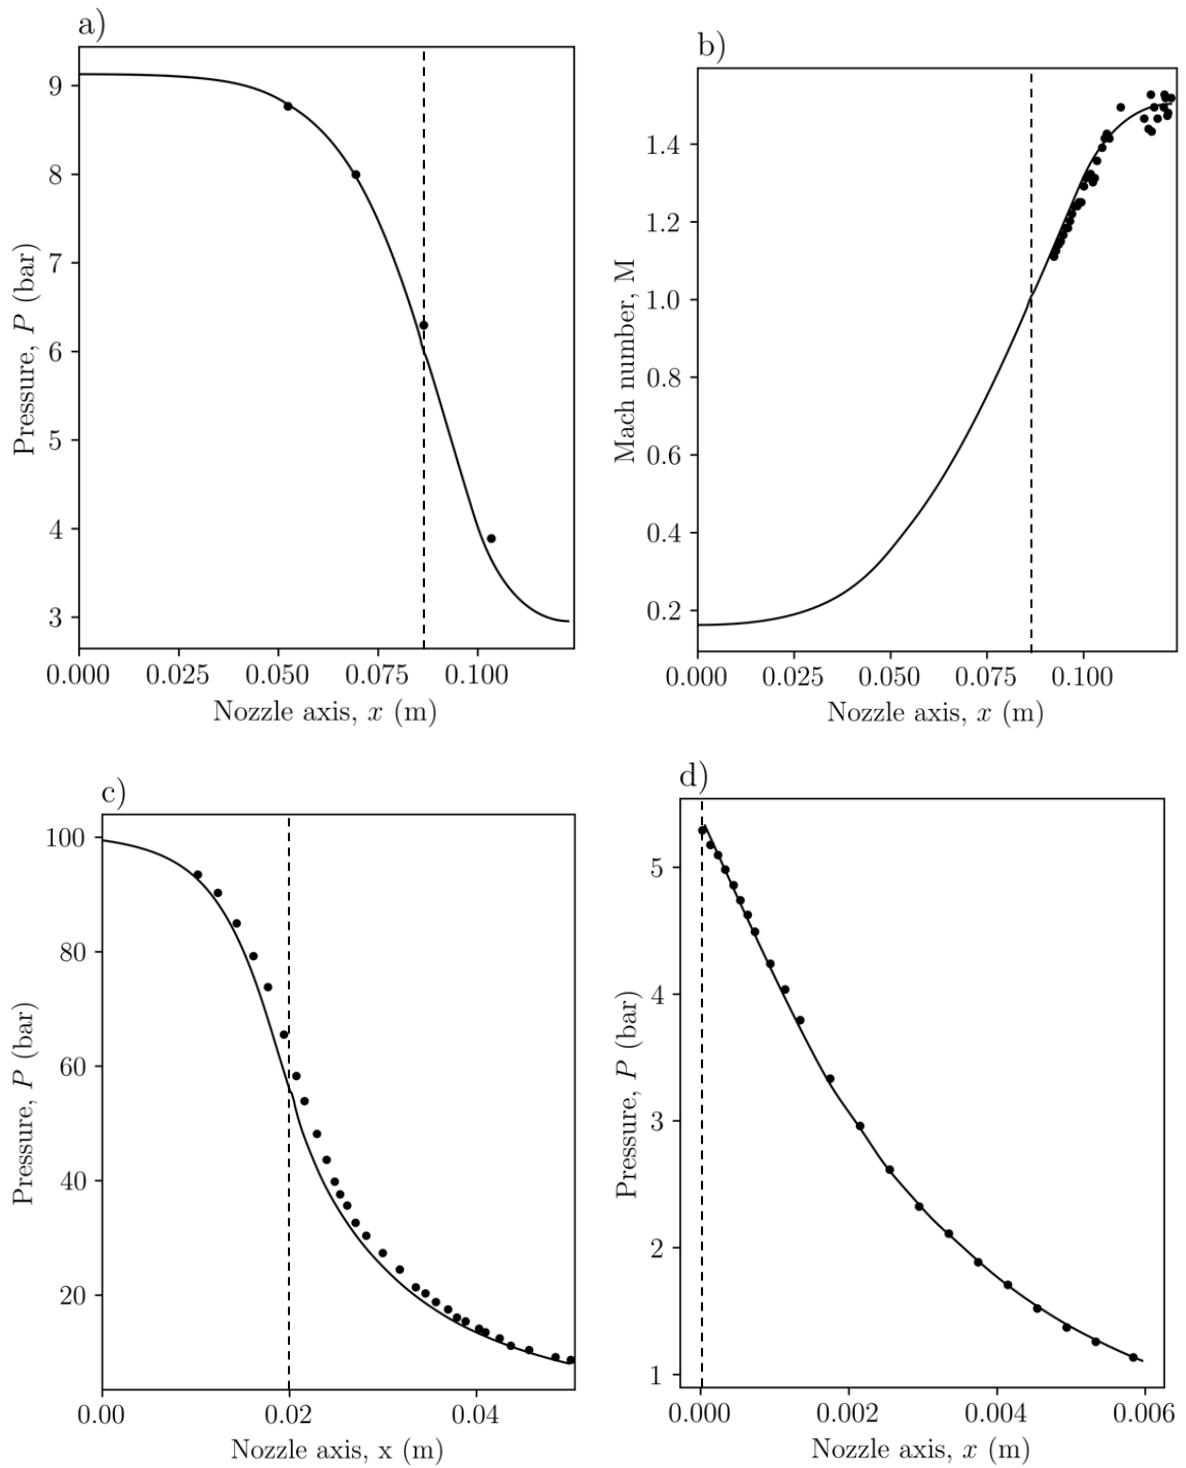 a)
9
8
7
6
5
4
3
Pressure, P (bar)
0.000 0.025 0.050 0.075 0.100
Nozzle axis, x (m)
b)
1.4
1.2
1.0
0.8
0.6
0.4
0.2
Mach number, M
0.000 0.025 0.050 0.075 0.100
Nozzle axis, x (m)
c)
100
80
60
40
20
Pressure, P (bar)
0.00 0.02 0.04
Nozzle axis, x (m)
d)
5
4
3
2
1
Pressure, P (bar)
0.000 0.002 0.004 0.006
Nozzle axis, x (m)